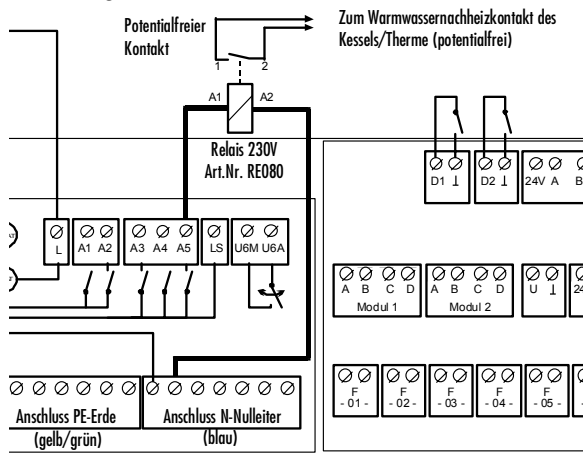 Potentialfreier
Kontakt
Zum Warmwassernachheizkontakt des
Kessels/Therme (potentialfrei)
1 2
A1 A2
Relais 230V
Art.Nr. RE080
D1 ⊥ D2 ⊥ 24V A B
L A1 A2 A3 A4 A5 LS U6M U6A
A B C D A B C D U ⊥ 24
Modul 1 Modul 2
F F F F F
- 01 - - 02 - - 03 - - 04 - - 05 - -
Anschluss PE-Erde Anschluss N-Nulleiter
(gelb/grün) (blau)